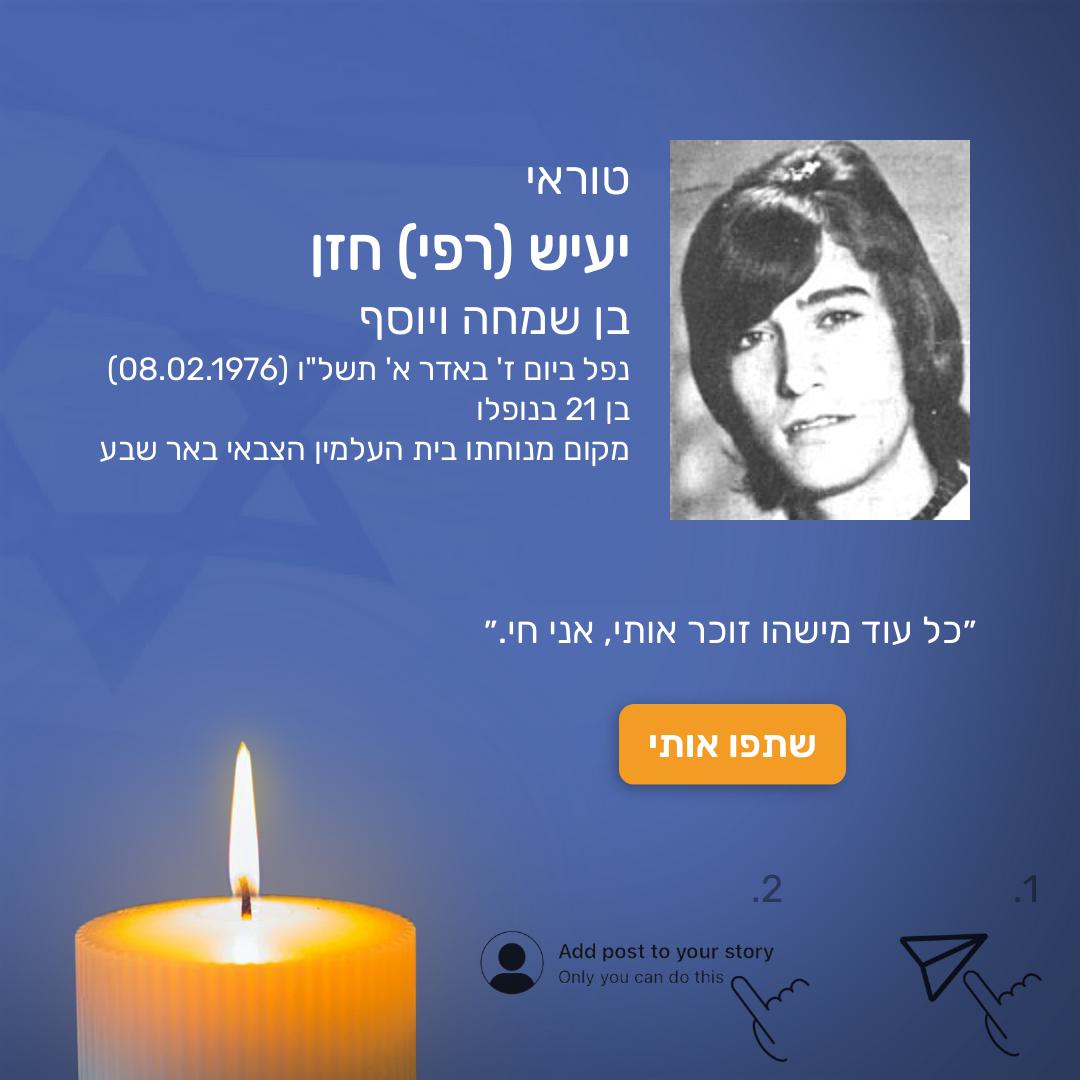 טוראי
יעיש (רפי) חזן
בן שמחה ויוסף
נפל ביום ז' באדר א' תשל"ו (08.02.1976)
בן 21 בנופלו
מקום מנוחתו בית העלמין הצבאי באר שבע
״כל עוד מישהו זוכר אותי, אני חי.״
שתפו אותי
1.
2.
Add post to your story
Only you can do this